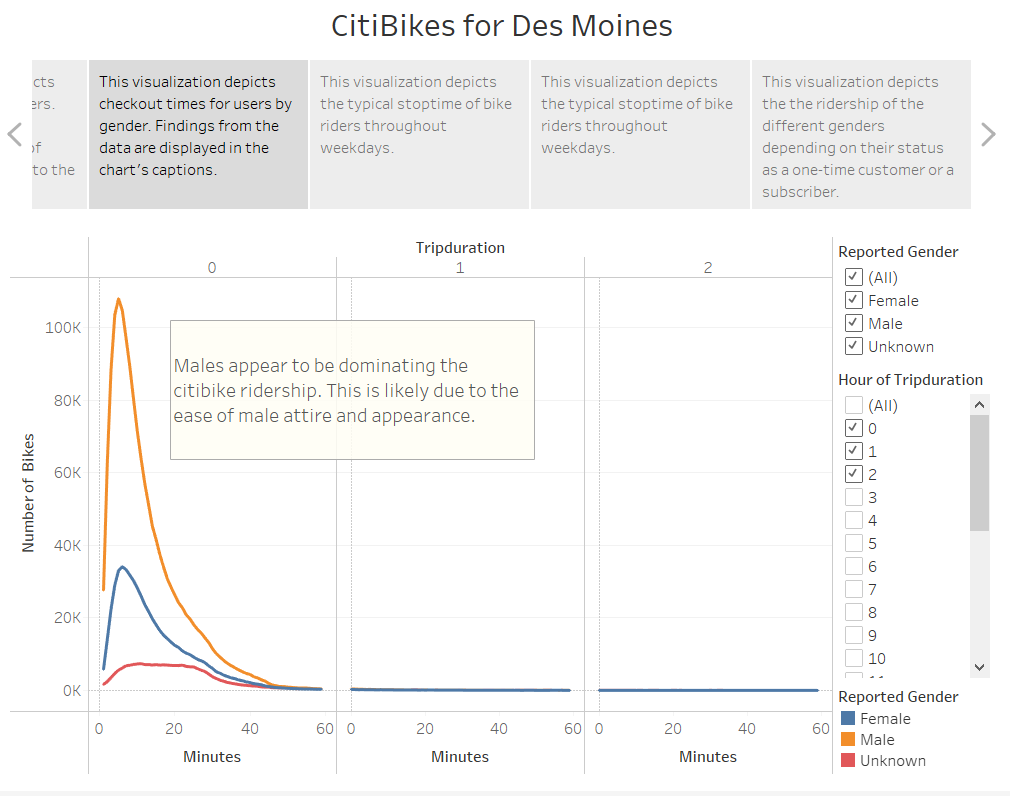 CitiBikes for Des Moines
cts
ers.
of
to the
This visualization depicts
checkout times for users by
gender. Findings from the
data are displayed in the
chart's captions.
This visualization depicts
the typical stoptime of bike
riders throughout
weekdays.
This visualization depicts
the typical stoptime of bike
riders throughout
weekdays.
This visualization depicts
the the ridership of the
different genders
depending on their status
as a one-time customer or a
subscriber.
Tripduration
0 1 2
Number of Bikes
100K
80K
60K
40K
20K
0K
Males appear to be dominating the
citibike ridership. This is likely due to the
ease of male attire and appearance.
0 20 40 60 0 20 40 60 0 20 40 60
Minutes Minutes Minutes
Reported Gender
(All)
Female
Male
Unknown
Hour of Tripduration
(All)
0
1
2
3
4
5
6
7
8
9
10
Reported Gender
Female
Male
Unknown